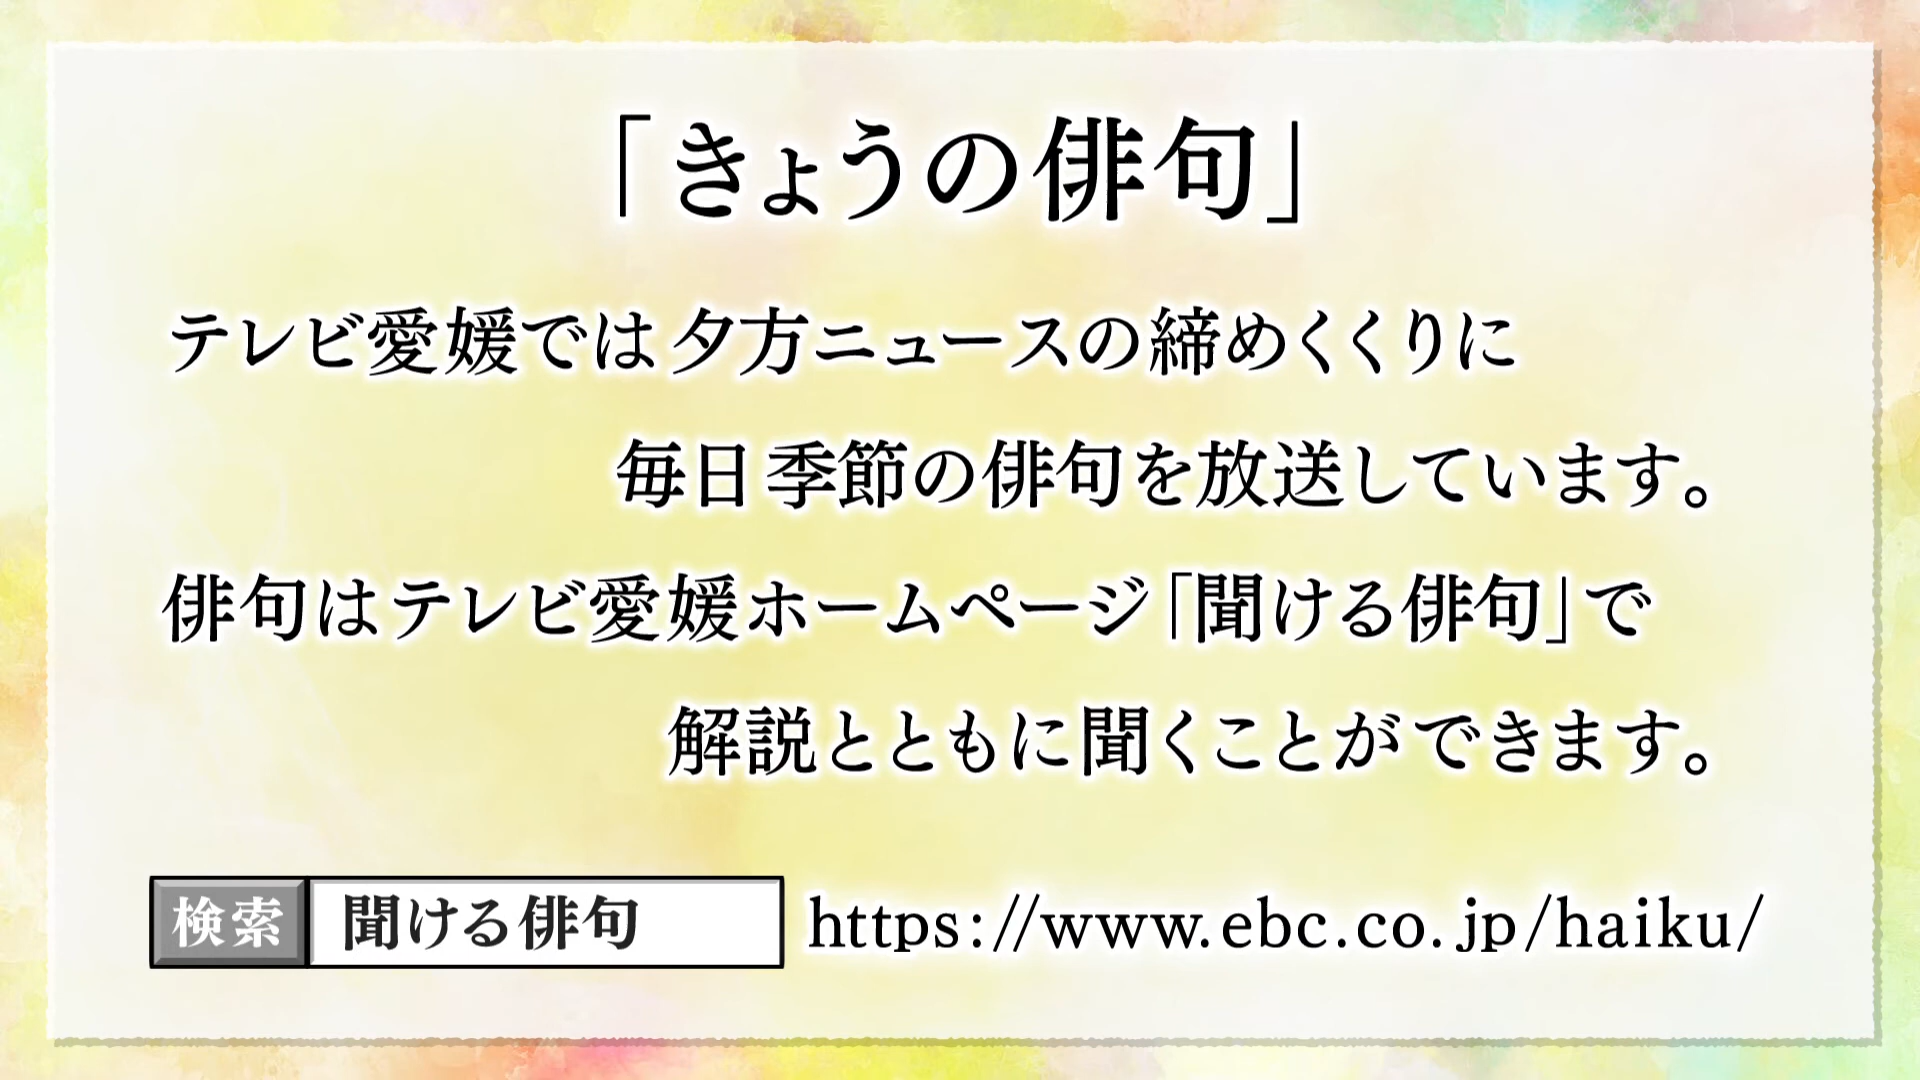 「きょうの俳句」
テレビ愛媛では夕方ニュースの締めくくりに
毎日季節の俳句を放送しています。
俳句はテレビ愛媛ホームページ「聞ける俳句」で
解説とともに聞くことができます。
検索 聞ける俳句 https://www.ebc.co.jp/haiku/